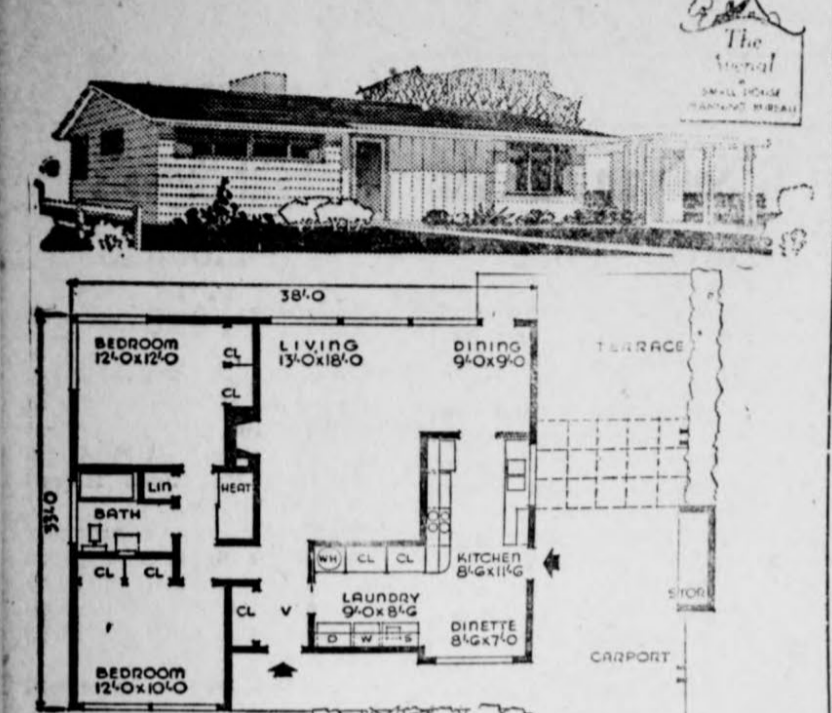 The
SMALL HOUSE
PLANNING BUREAU
38'-0
BEDROOM
12'-0x12'-0
CL
CL
LIVING
13'-0x18'-0
DINING
9'-0x9'-0
TERRACE
33'-0
LIN
HEAT
BATH
CL
CL
WH
CL
CL
KITCHEN
8'-6x11'-6
LAUNDRY
9'-0x8'-6
CL
V
D
W
S
DINETTE
8'-6x7'-0
STOR
CARPORT
BEDROOM
12'-0x10'-0